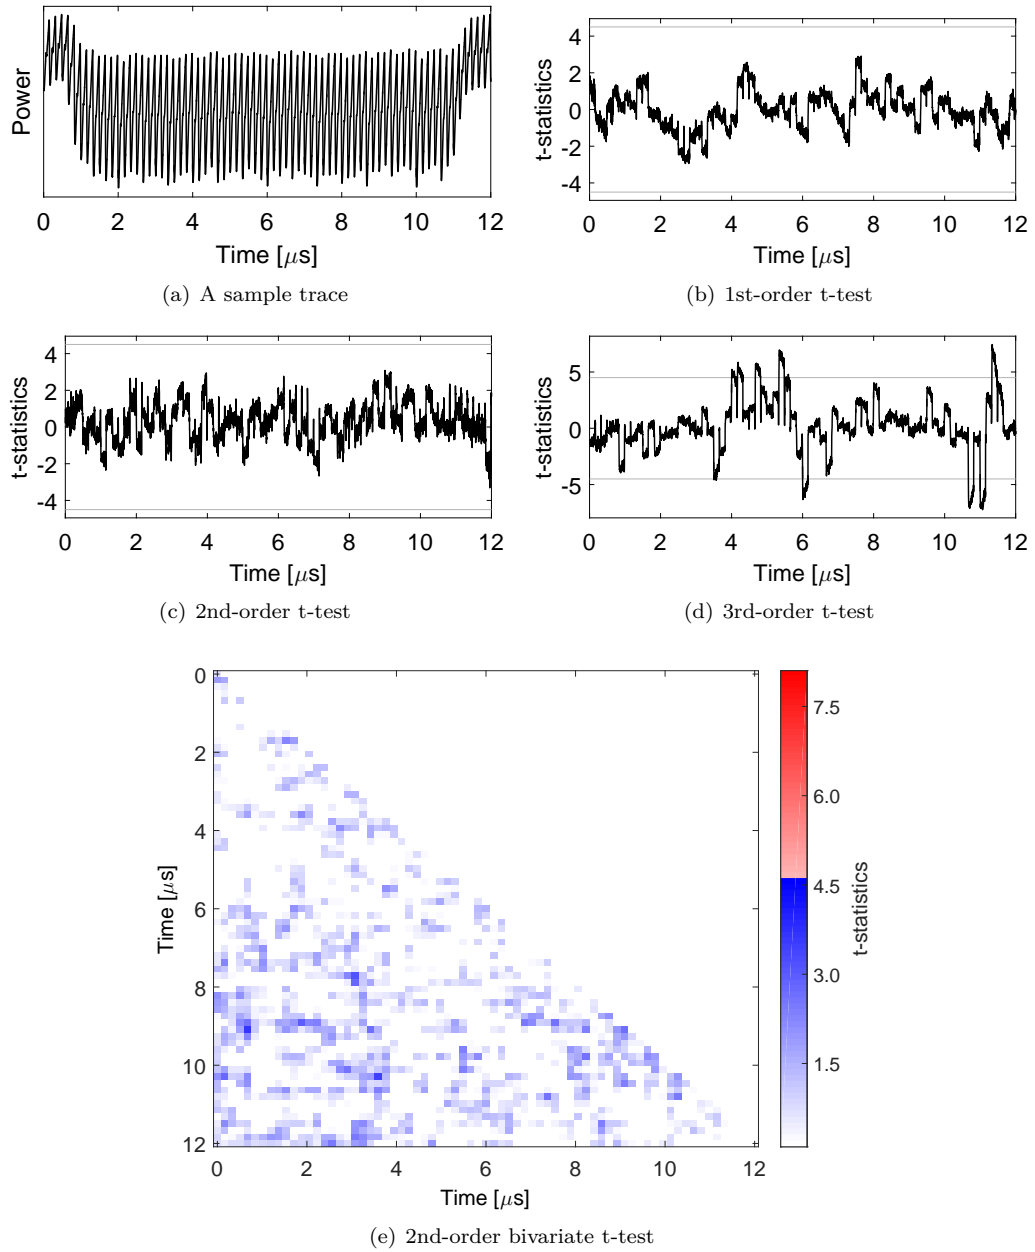 Power
0 2 4 6 8 10 12
Time [μs]
(a) A sample trace
t-statistics
4
2
0
-2
-4
0 2 4 6 8 10 12
Time [μs]
(b) 1st-order t-test
t-statistics
4
2
0
-2
-4
0 2 4 6 8 10 12
Time [μs]
(c) 2nd-order t-test
t-statistics
5
0
-5
0 2 4 6 8 10 12
Time [μs]
(d) 3rd-order t-test
Time [μs]
0
2
4
6
8
10
12
0 2 4 6 8 10 12
Time [μs]
7.5
6.0
4.5
3.0
1.5
t-statistics
(e) 2nd-order bivariate t-test